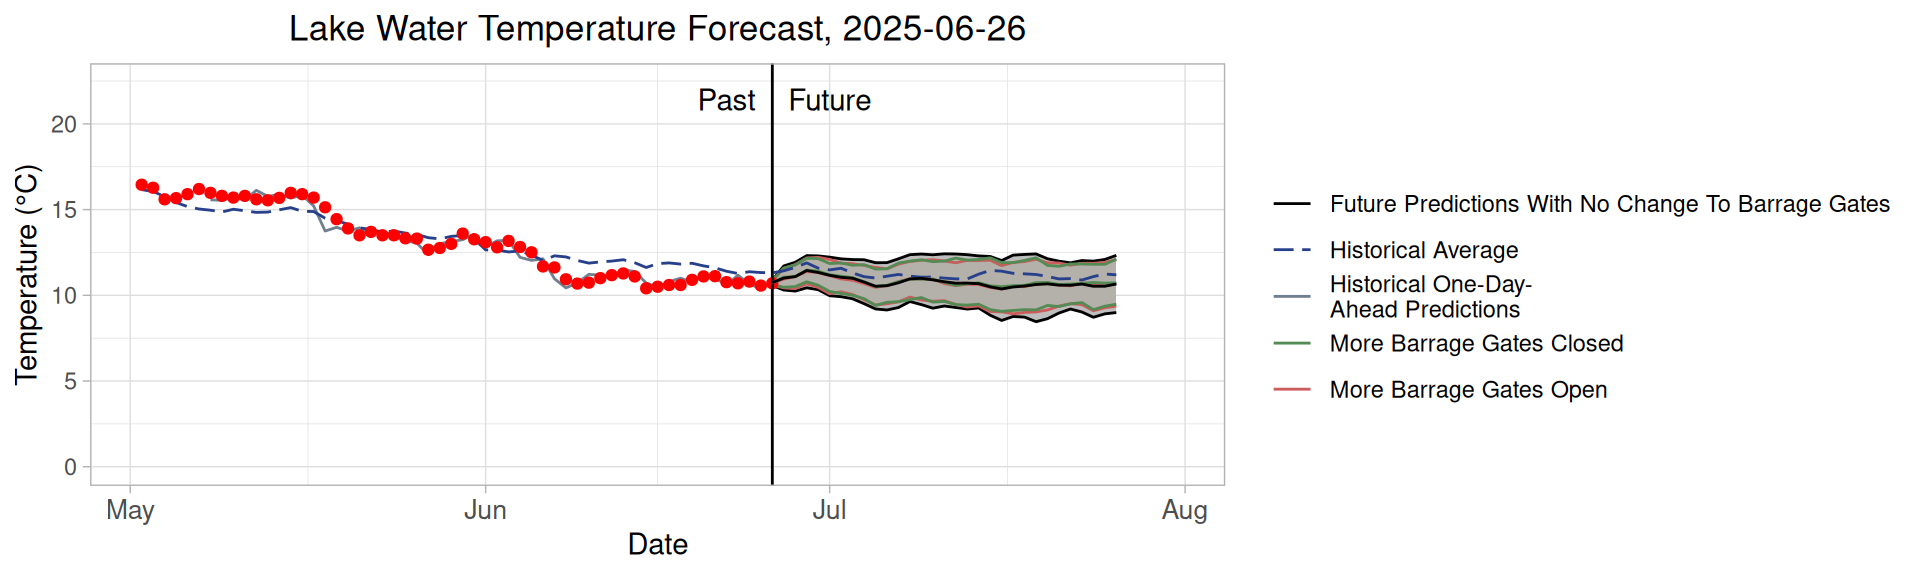 Lake Water Temperature Forecast, 2025-06-26
Past
Future
20
15
10
5
0
Temperature (°C)
May
Jun
Jul
Aug
Date
Future Predictions With No Change To Barrage Gates
Historical Average
Historical One-Day-
Ahead Predictions
More Barrage Gates Closed
More Barrage Gates Open